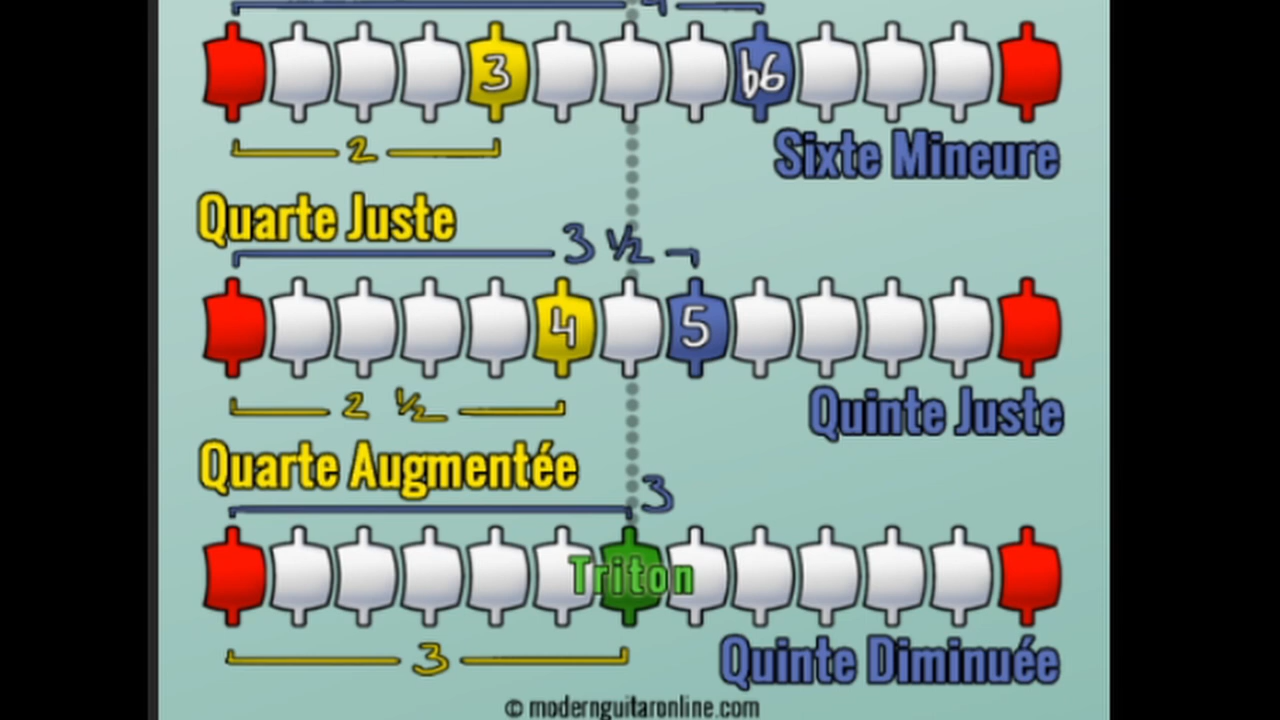 4
3 b6
2
Sixte Mineure
Quarte Juste
3 ½
4 5
2 ½
Quinte Juste
Quarte Augmentée
3
Triton
3
Quinte Diminuée
© modernguitaronline.com